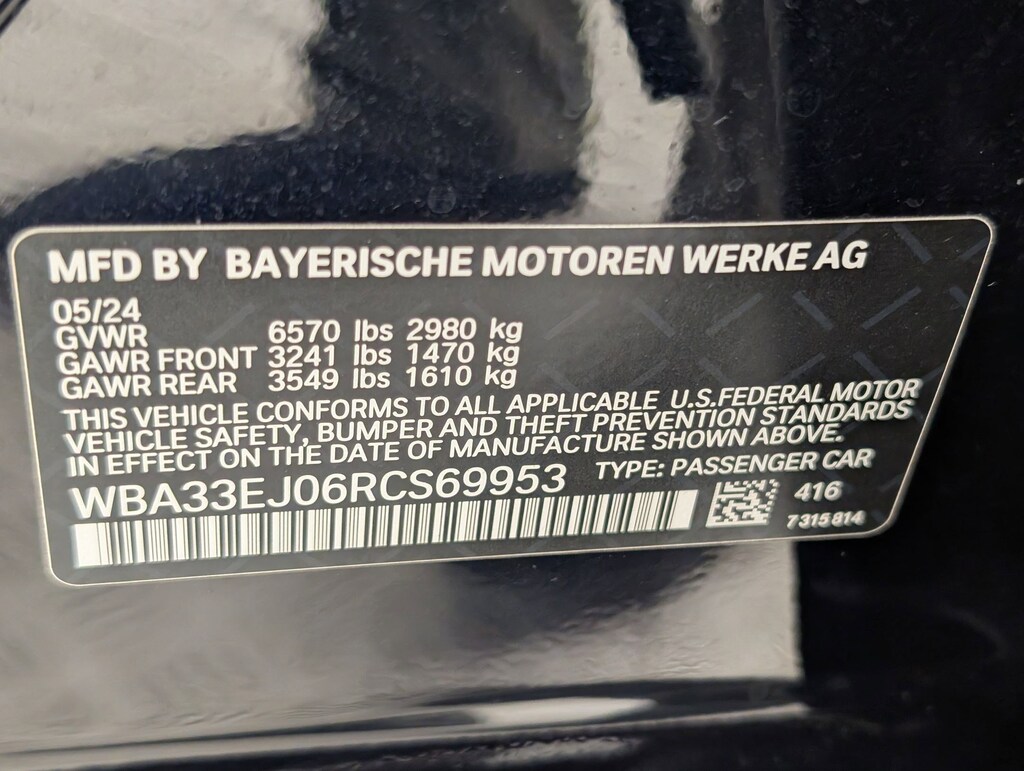 MFD BY BAYERISCHE MOTOREN WERKE AG
05/24
GVWR 6570 lbs 2980 kg
GAWR FRONT 3241 lbs 1470 kg
GAWR REAR 3549 lbs 1610 kg
THIS VEHICLE CONFORMS TO ALL APPLICABLE U.S.FEDERAL MOTOR
VEHICLE SAFETY, BUMPER AND THEFT PREVENTION STANDARDS
IN EFFECT ON THE DATE OF MANUFACTURE SHOWN ABOVE.
WBA33EJ06RCS69953 TYPE: PASSENGER CAR
416
7315814